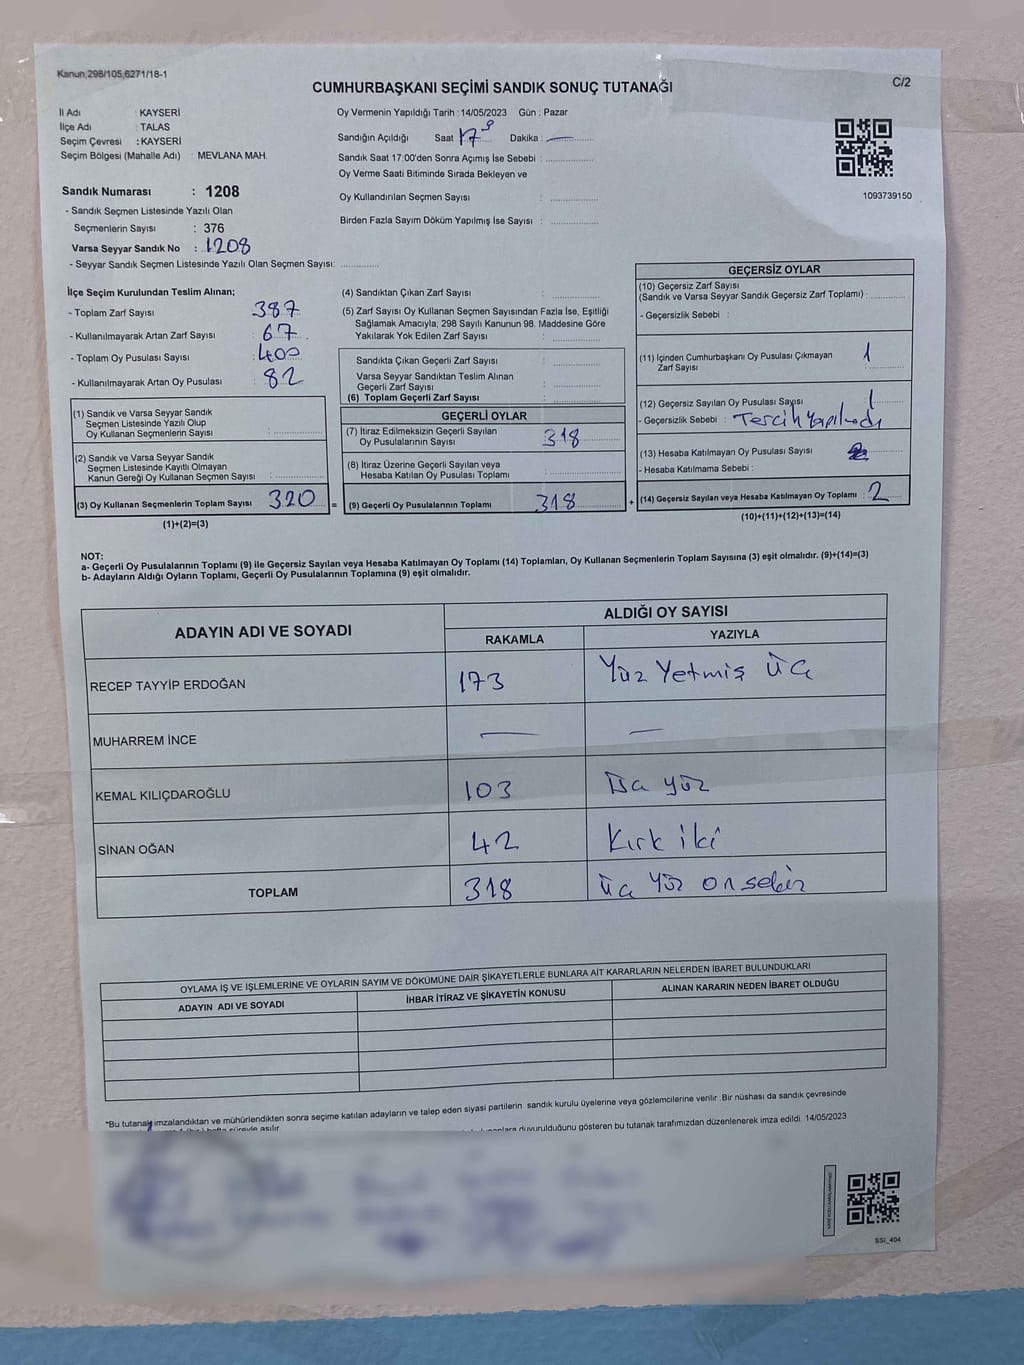 Kanun:298/105,6271/18-1
C/2
CUMHURBAŞKANI SEÇİMİ SANDIK SONUÇ TUTANAĞI
İl Adı : KAYSERİ
İlçe Adı : TALAS
Seçim Çevresi : KAYSERİ
Seçim Bölgesi (Mahalle Adı) : MEVLANA MAH.
Sandık Numarası : 1208
- Sandık Seçmen Listesinde Yazılı Olan
Seçmenlerin Sayısı : 376
Varsa Seyyar Sandık No : 1208
- Seyyar Sandık Seçmen Listesinde Yazılı Olan Seçmen Sayısı:
Oy Vermenin Yapıldığı Tarih : 14/05/2023 Gün : Pazar
Sandığın Açıldığı Saat 17 Dakika :
Sandık Saat 17:00'den Sonra Açımış İse Sebebi :
Oy Verme Saati Bitiminde Sırada Bekleyen ve
Oy Kullandırılan Seçmen Sayısı :
Birden Fazla Sayım Döküm Yapılmış İse Sayısı :
1093739150
İlçe Seçim Kurulundan Teslim Alınan;
- Toplam Zarf Sayısı : 387
- Kullanılmayarak Artan Zarf Sayısı : 67
- Toplam Oy Pusulası Sayısı : 400
- Kullanılmayarak Artan Oy Pusulası : 82
(1) Sandık ve Varsa Seyyar Sandık
Seçmen Listesinde Yazılı Olup
Oy Kullanan Seçmenlerin Sayısı :
(2) Sandık ve Varsa Seyyar Sandık
Seçmen Listesinde Kayıtlı Olmayan
Kanun Gereği Oy Kullanan Seçmen Sayısı :
(3) Oy Kullanan Seçmenlerin Toplam Sayısı 320
(1)+(2)=(3)
(4) Sandıktan Çıkan Zarf Sayısı :
(5) Zarf Sayısı Oy Kullanan Seçmen Sayısından Fazla İse, Eşitliği
Sağlamak Amacıyla, 298 Sayılı Kanunun 98. Maddesine Göre
Yakılarak Yok Edilen Zarf Sayısı :
Sandıkta Çıkan Geçerli Zarf Sayısı :
Varsa Seyyar Sandıktan Teslim Alınan
Geçerli Zarf Sayısı :
(6) Toplam Geçerli Zarf Sayısı :
GEÇERLİ OYLAR
(7) İtiraz Edilmeksizin Geçerli Sayılan
Oy Pusulalarının Sayısı : 318
(8) İtiraz Üzerine Geçerli Sayılan veya
Hesaba Katılan Oy Pusulası Toplamı :
= (9) Geçerli Oy Pusulalarının Toplamı 318 +
GEÇERSİZ OYLAR
(10) Geçersiz Zarf Sayısı
(Sandık ve Varsa Seyyar Sandık Geçersiz Zarf Toplamı) :
- Geçersizlik Sebebi :
(11) İçinden Cumhurbaşkanı Oy Pusulası Çıkmayan 1
Zarf Sayısı :
(12) Geçersiz Sayılan Oy Pusulası Sayısı : 1
- Geçersizlik Sebebi : Tercih Yapılmadı
(13) Hesaba Katılmayan Oy Pusulası Sayısı :
- Hesaba Katılmama Sebebi :
(14) Geçersiz Sayılan veya Hesaba Katılmayan Oy Toplamı : 2
(10)+(11)+(12)+(13)=(14)
NOT:
a- Geçerli Oy Pusulalarının Toplamı (9) ile Geçersiz Sayılan veya Hesaba Katılmayan Oy Toplamı (14) Toplamları, Oy Kullanan Seçmenlerin Toplam Sayısına (3) eşit olmalıdır. (9)+(14)=(3)
b- Adayların Aldığı Oyların Toplamı, Geçerli Oy Pusulalarının Toplamına (9) eşit olmalıdır.
ADAYIN ADI VE SOYADI
ALDIĞI OY SAYISI
RAKAMLA YAZIYLA
RECEP TAYYİP ERDOĞAN 173 Yüz Yetmiş üç
MUHARREM İNCE — —
KEMAL KILIÇDAROĞLU 103 yüz
SİNAN OĞAN 42 Kırk iki
TOPLAM 318 üç yüz on
OYLAMA İŞ VE İŞLEMLERİNE VE OYLARIN SAYIM VE DÖKÜMÜNE DAİR ŞİKAYETLERLE BUNLARA AİT KARARLARIN NELERDEN İBARET BULUNDUKLARI
ADAYIN ADI VE SOYADI İHBAR İTİRAZ VE ŞİKAYETİN KONUSU ALINAN KARARIN NEDEN İBARET OLDUĞU
*Bu tutanak imzalandıktan ve mühürlendikten sonra seçime katılan adayların ve talep eden siyasi partilerin sandık kurulu üyelerine veya gözlemcilerine verilir. Bir nüshası da sandık çevresinde
hafta süreyle asılır duyurulduğunu gösteren bu tutanak tarafımızdan düzenlenerek imza edildi. 14/05/2023
SSI_404